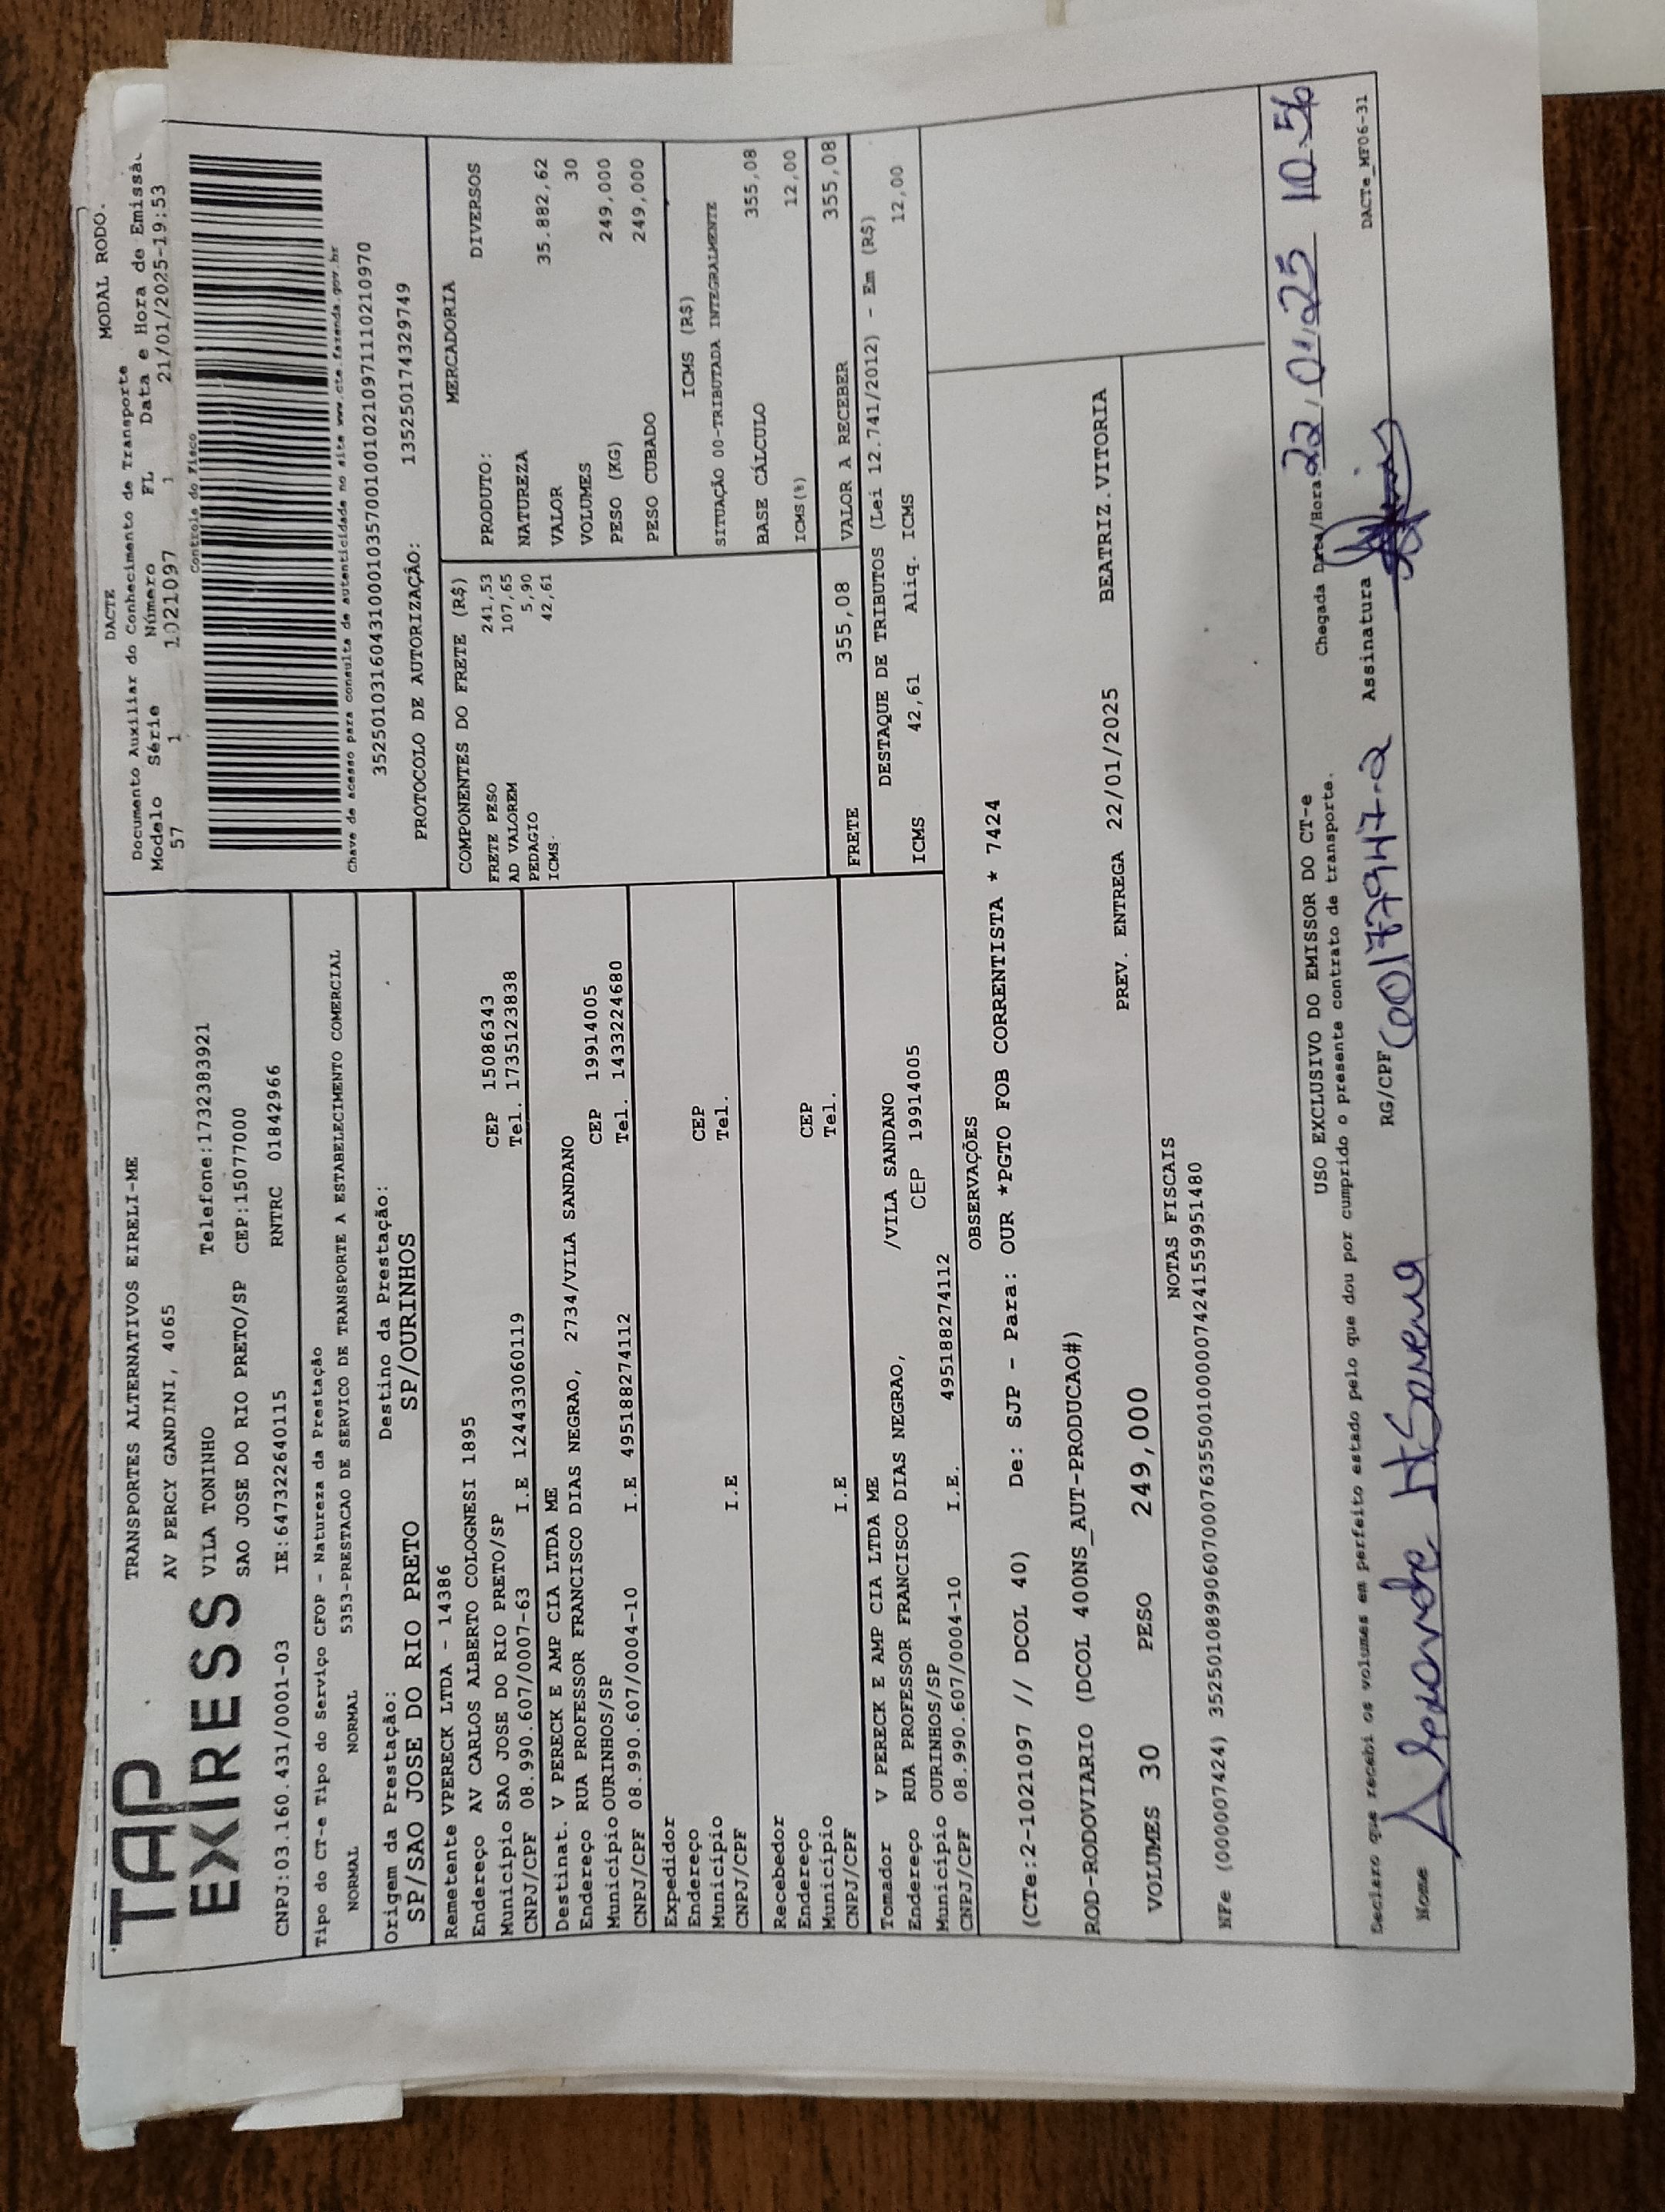 TAP
EXPRESS
TRANSPORTES ALTERNATIVOS EIRELI-ME
AV PERCY GANDINI, 4065
VILA TONINHO Telefone:1732383921
SAO JOSE DO RIO PRETO/SP CEP:15077000
CNPJ:03.160.431/0001-03 IE:647322640115 RNTRC 01842966
DACTE MODAL RODO.
Documento Auxiliar do Conhecimento de Transporte
Modelo Série Número FL Data e Hora de Emissã
57 1 1021097 1 21/01/2025-19:53
Controle do Fisco
Chave de acesso para consulta de autenticidade no site www.cte.fazenda.gov.br
35250103160431000103570010010210971110210970
PROTOCOLO DE AUTORIZAÇÃO: 135250174329749
Tipo do CT-e Tipo do Serviço CFOP - Natureza da Prestação
NORMAL NORMAL 5353-PRESTACAO DE SERVICO DE TRANSPORTE A ESTABELECIMENTO COMERCIAL
Origem da Prestação: Destino da Prestação:
SP/SAO JOSE DO RIO PRETO SP/OURINHOS
Remetente VPERECK LTDA - 14386
Endereço AV CARLOS ALBERTO COLOGNESI 1895 CEP 15086343
Município SAO JOSE DO RIO PRETO/SP Tel. 1735123838
CNPJ/CPF 08.990.607/0007-63 I.E 124433060119
Destinat. V PERECK E AMP CIA LTDA ME
Endereço RUA PROFESSOR FRANCISCO DIAS NEGRAO, 2734/VILA SANDANO
Município OURINHOS/SP CEP 19914005
CNPJ/CPF 08.990.607/0004-10 I.E 495188274112 Tel. 1433224680
Expedidor
Endereço
Município CEP
CNPJ/CPF I.E Tel.
Recebedor
Endereço
Município CEP
CNPJ/CPF I.E Tel.
Tomador V PERECK E AMP CIA LTDA ME
Endereço RUA PROFESSOR FRANCISCO DIAS NEGRAO, /VILA SANDANO
Município OURINHOS/SP CEP 19914005
CNPJ/CPF 08.990.607/0004-10 I.E. 495188274112
COMPONENTES DO FRETE (R$)
FRETE PESO 241,53
AD VALOREM 107,65
PEDAGIO 5,90
ICMS 42,61
MERCADORIA
PRODUTO: DIVERSOS
NATUREZA
VALOR 35.882,62
VOLUMES 30
PESO (KG) 249,000
PESO CUBADO 249,000
ICMS (R$)
SITUAÇÃO 00-TRIBUTADA INTEGRALMENTE
BASE CÁLCULO 355,08
ICMS(%) 12,00
FRETE 355,08 VALOR A RECEBER 355,08
DESTAQUE DE TRIBUTOS (Lei 12.741/2012) - Em (R$)
ICMS 42,61 Aliq. ICMS 12,00
OBSERVAÇÕES
(CTe:2-1021097 // DCOL 40) De: SJP - Para: OUR *PGTO FOB CORRENTISTA * 7424
ROD-RODOVIARIO (DCOL 400NS_AUT-PRODUCAO#)
VOLUMES 30 PESO 249,000 PREV. ENTREGA 22/01/2025 BEATRIZ.VITORIA
NOTAS FISCAIS
NFe (000007424) 35250108990607000763550010000074241559951480
USO EXCLUSIVO DO EMISSOR DO CT-e Chegada Data/Hora 22/01/25 10:56
Declaro que recebi os volumes em perfeito estado pelo que dou por cumprido o presente contrato de transporte.
Nome Alexandre H RG/CPF Assinatura
DACTe_MF06-31